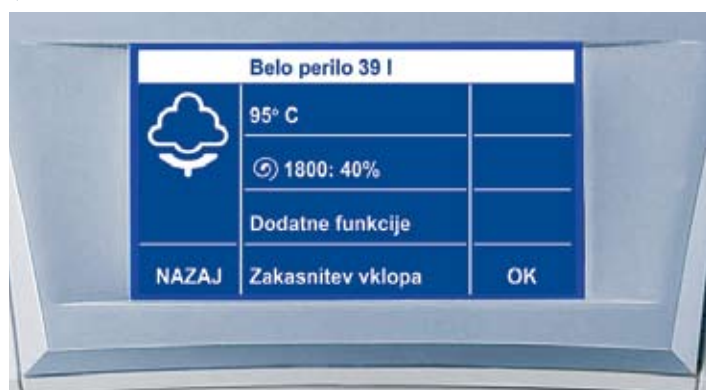 Belo perilo 39 l
95° C
1800: 40%
Dodatne funkcije
NAZAJ Zakasnitev vklopa OK